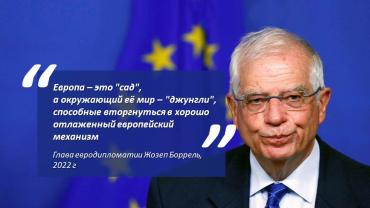 “
Европа – это "сад",
а окружающий её мир – "джунгли",
способные вторгнуться в хорошо
отлаженный европейский
механизм
”
Глава евродипломатии Жозеп Боррель,
2022 г